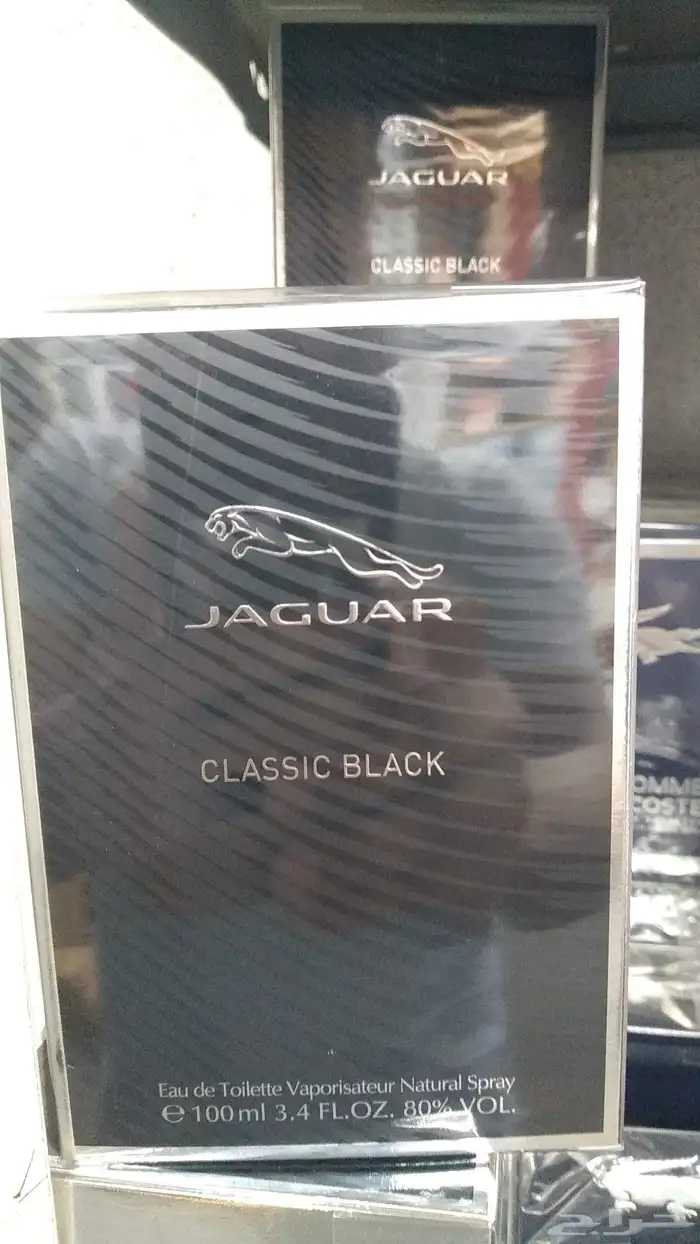 JAGUAR
CLASSIC BLACK
JAGUAR
CLASSIC BLACK
Eau de Toilette Vaporisateur Natural Spray
℮ 100 ml 3.4 FL.OZ. 80% VOL.
حراج